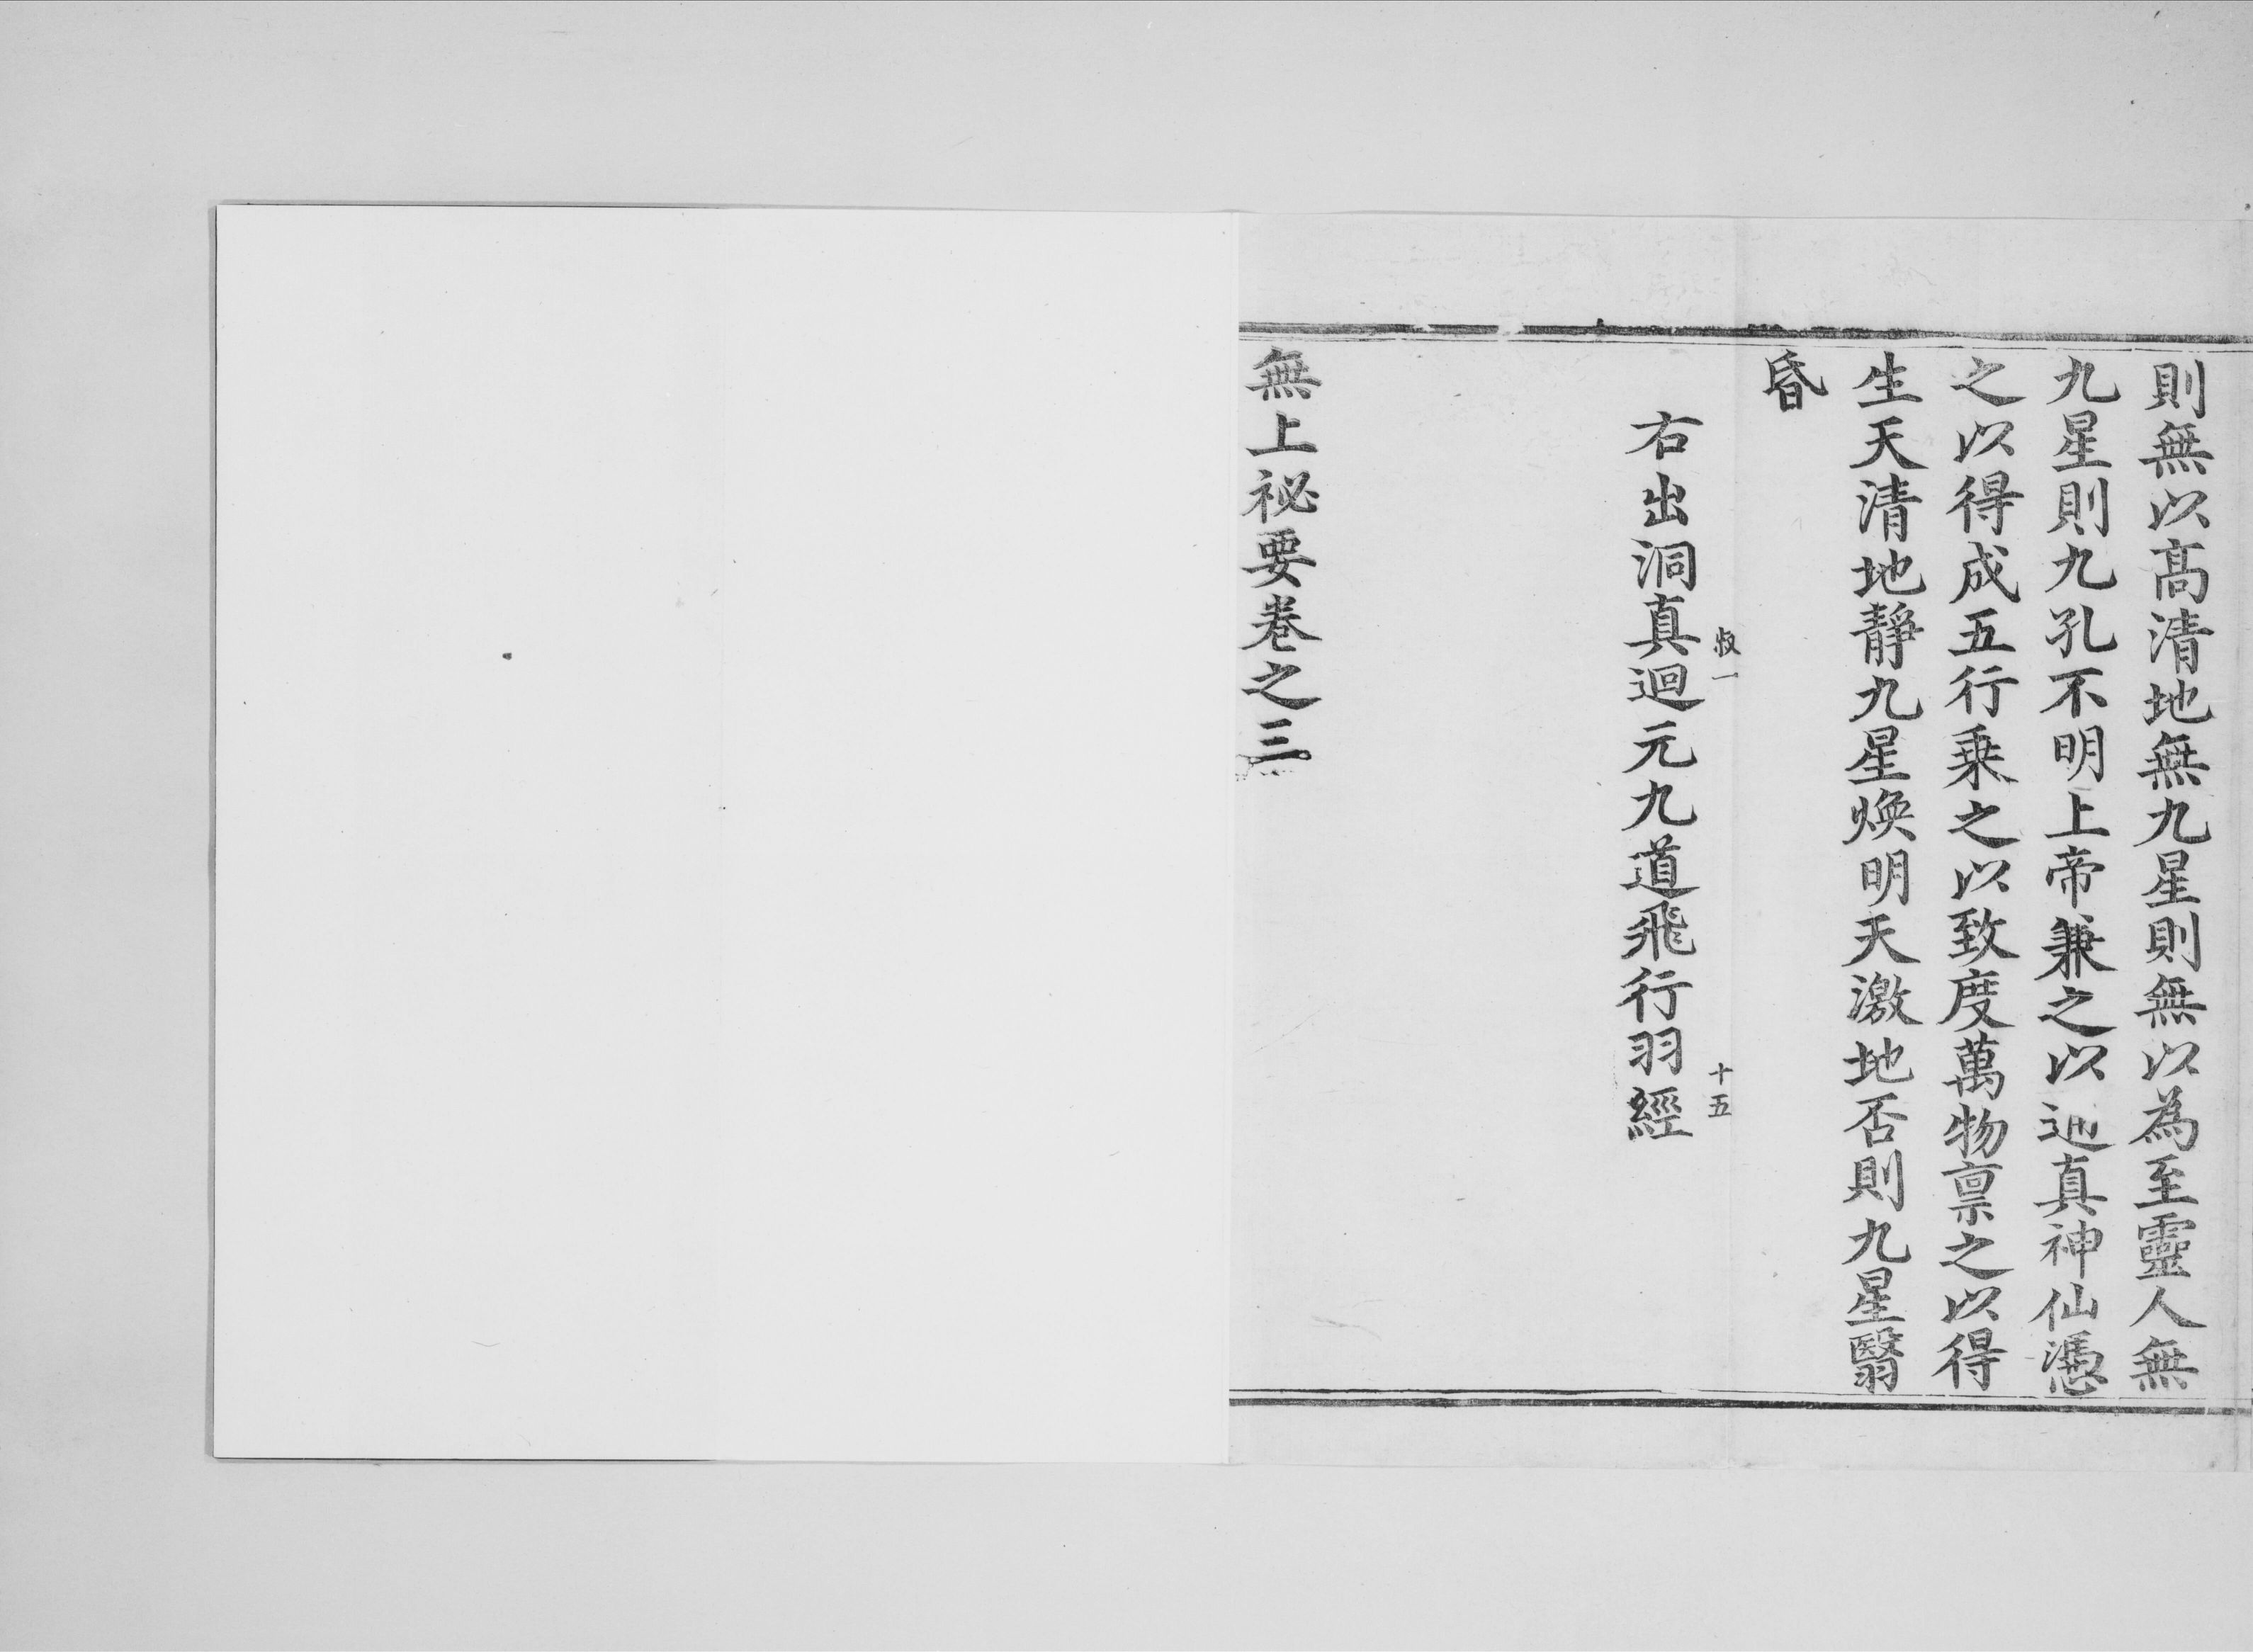 則無以髙清地無九星則無以為至靈人無
九星則九孔不明上帝兼之以迆真神仙憑
之以得成五行乗之以致度萬物禀之以得
生天清地靜九星煥明天激地否則九星翳
昏
叔一
十五
右出洞真迴元九道飛行羽經
無上祕要卷之三